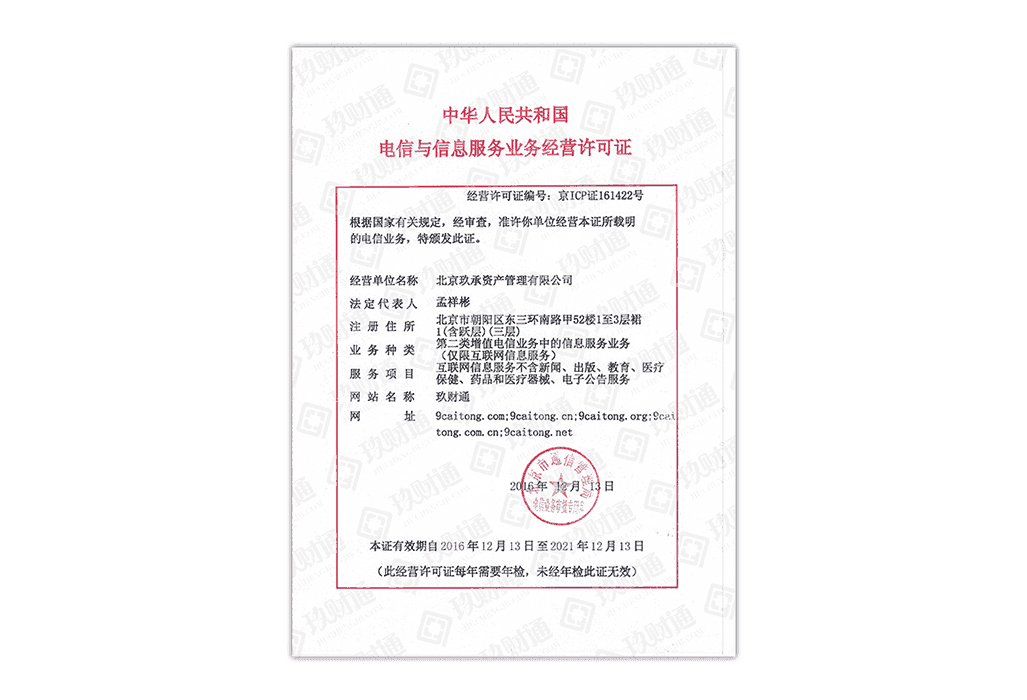 中华人民共和国
电信与信息服务业务经营许可证
经营许可证编号：京ICP证161422号
根据国家有关规定，经审查，准许你单位经营本证所载明
的电信业务，特颁发此证。
经营单位名称 北京玖承资产管理有限公司
法定代表人 孟祥彬
注册住所 北京市朝阳区东三环南路甲52楼1至3层裙
1(含跃层)(三层)
业务种类 第二类增值电信业务中的信息服务业务
（仅限互联网信息服务）
服务项目 互联网信息服务不含新闻、出版、教育、医疗
保健、药品和医疗器械、电子公告服务
网站名称 玖财通
网址 9caitong.com;9caitong.cn;9caitong.org;9cai
tong.com.cn;9caitong.net
北京市通信管理局
2016年 12月 13日
电信业务审批专用章
本证有效期自2016年12月13日至2021年12月13日
（此经营许可证每年需要年检，未经年检此证无效）
玖财通